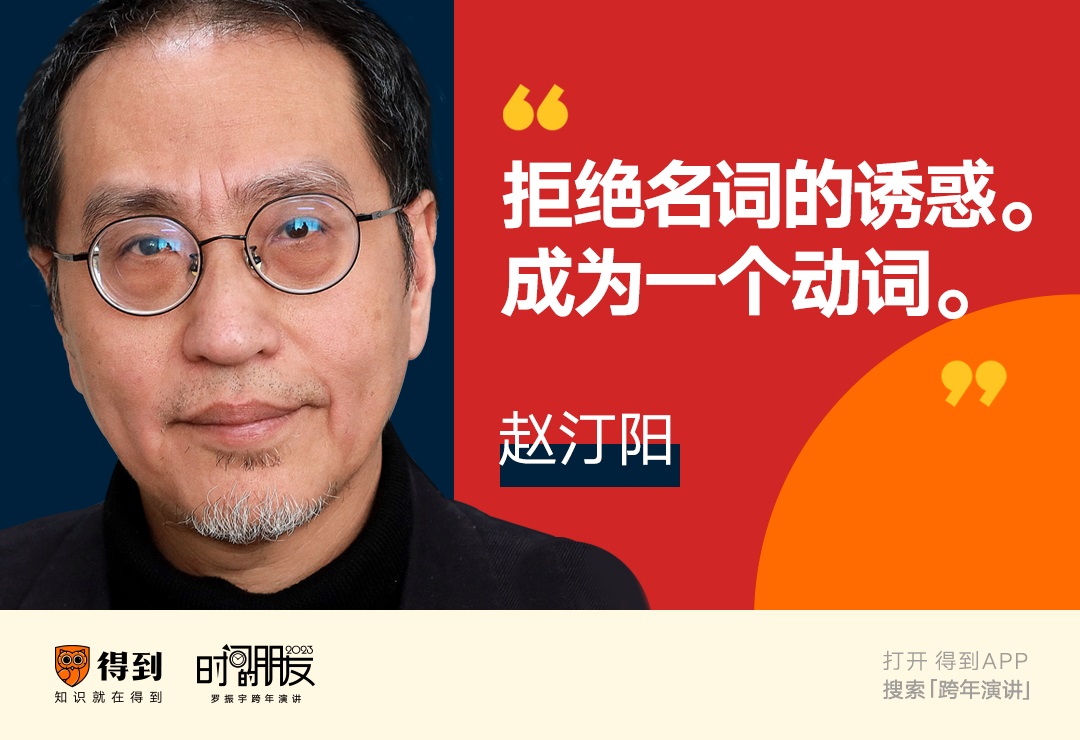 “
拒绝名词的诱惑。
成为一个动词。
”
赵汀阳
得到
知识就在得到
时间的朋友 2023
罗振宇跨年演讲
打开 得到APP
搜索「跨年演讲」